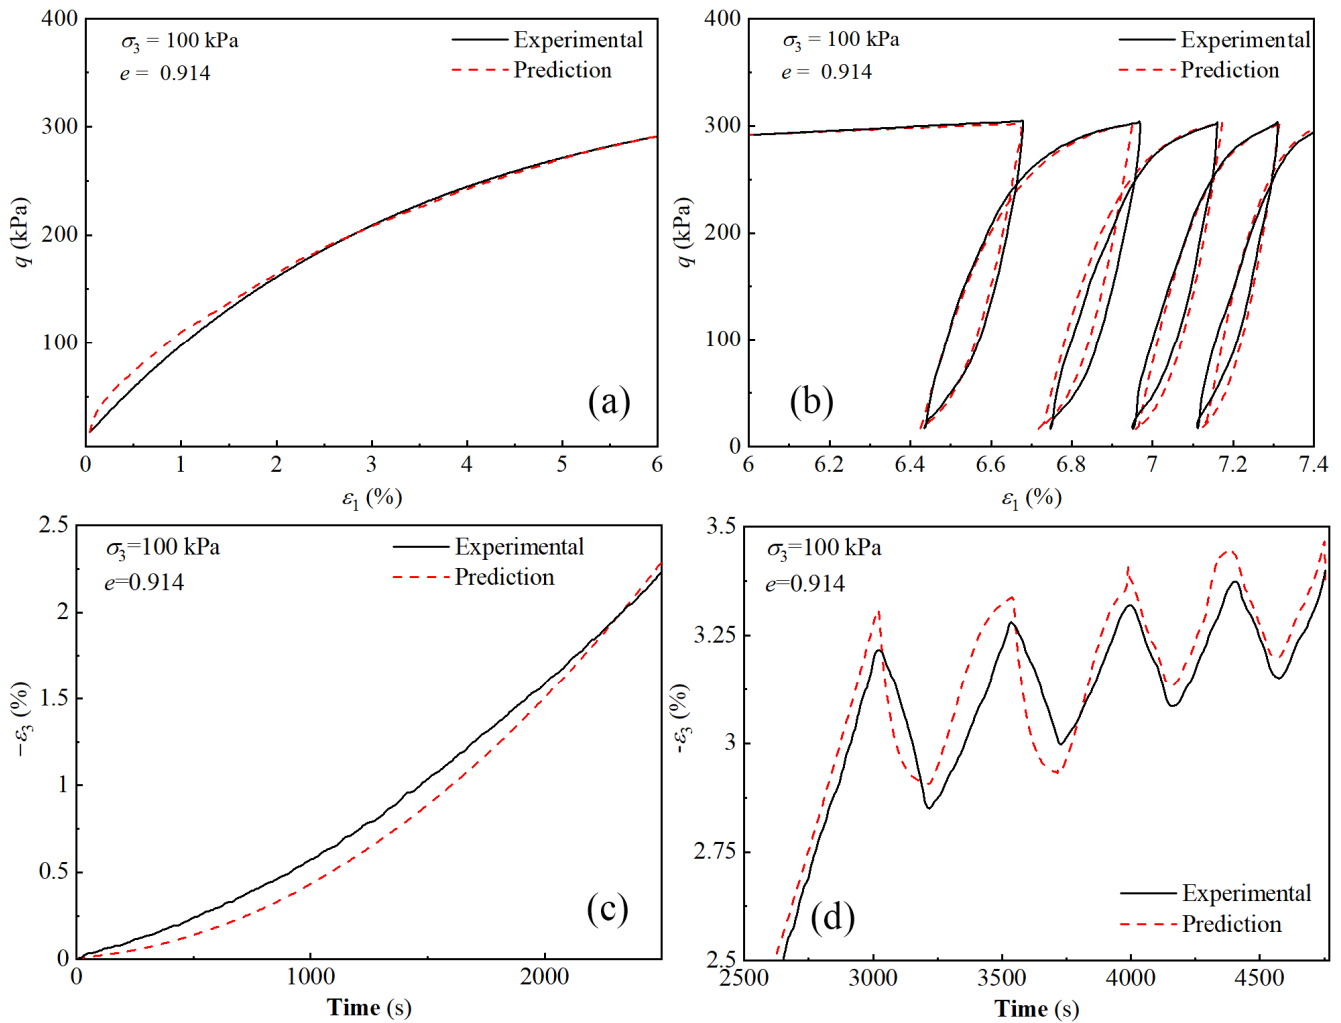 400
300
200
100
0
1
2
3
4
5
6
q (kPa)
ε1 (%)
σ3 = 100 kPa
e = 0.914
Experimental
Prediction
(a)
400
300
200
100
0
6
6.2
6.4
6.6
6.8
7
7.2
7.4
q (kPa)
ε1 (%)
σ3 = 100 kPa
e = 0.914
Experimental
Prediction
(b)
2.5
2
1.5
1
0.5
0
0
1000
2000
−ε3 (%)
Time (s)
σ3=100 kPa
e=0.914
Experimental
Prediction
(c)
3.5
3.25
3
2.75
2.5
2500
3000
3500
4000
4500
-ε3 (%)
Time (s)
σ3=100 kPa
e=0.914
Experimental
Prediction
(d)